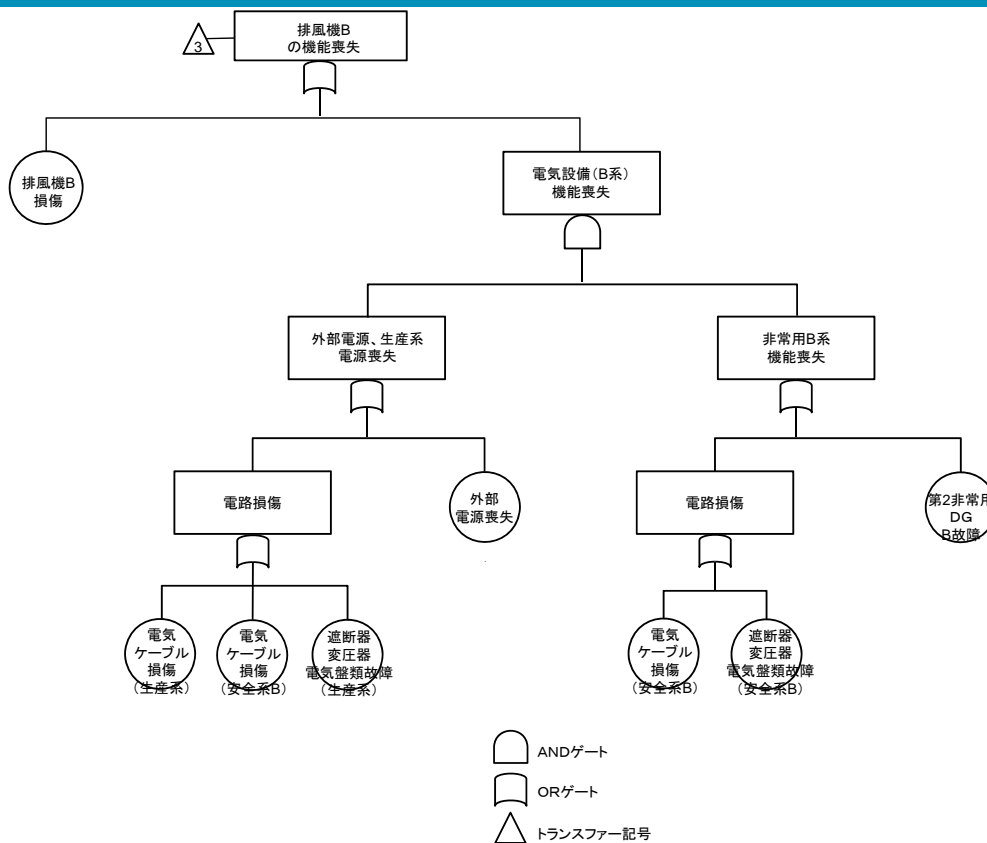 3
排風機B
の機能喪失
排風機B
損傷
電気設備(B系)
機能喪失
外部電源、生産系
電源喪失
非常用B系
機能喪失
電路損傷
外部
電源喪失
電路損傷
第2非常用
DG
B故障
電気
ケーブル
損傷
(生産系)
電気
ケーブル
損傷
(安全系B)
遮断器
変圧器
電気盤類故障
(生産系)
電気
ケーブル
損傷
(安全系B)
遮断器
変圧器
電気盤類故障
(安全系B)
ANDゲート
ORゲート
トランスファー記号